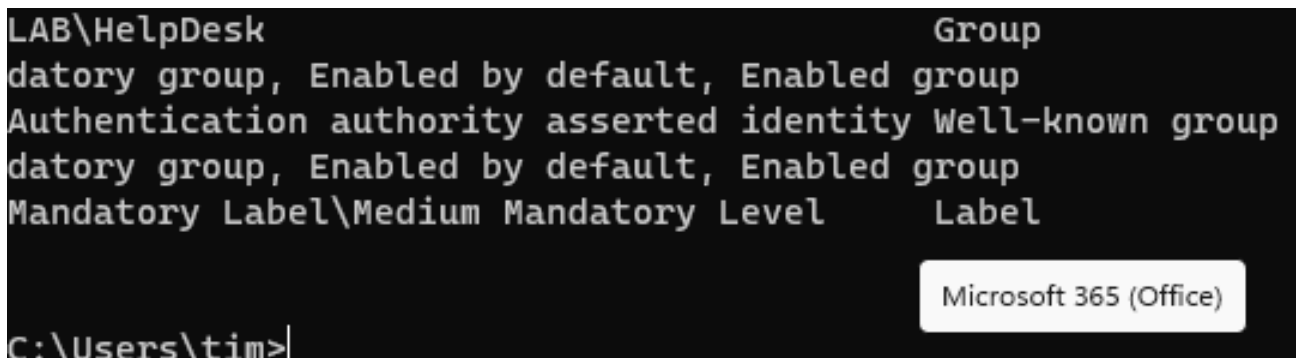 LAB\HelpDesk Group
datory group, Enabled by default, Enabled group
Authentication authority asserted identity Well-known group
datory group, Enabled by default, Enabled group
Mandatory Label\Medium Mandatory Level Label
Microsoft 365 (Office)
C:\Users\tim>